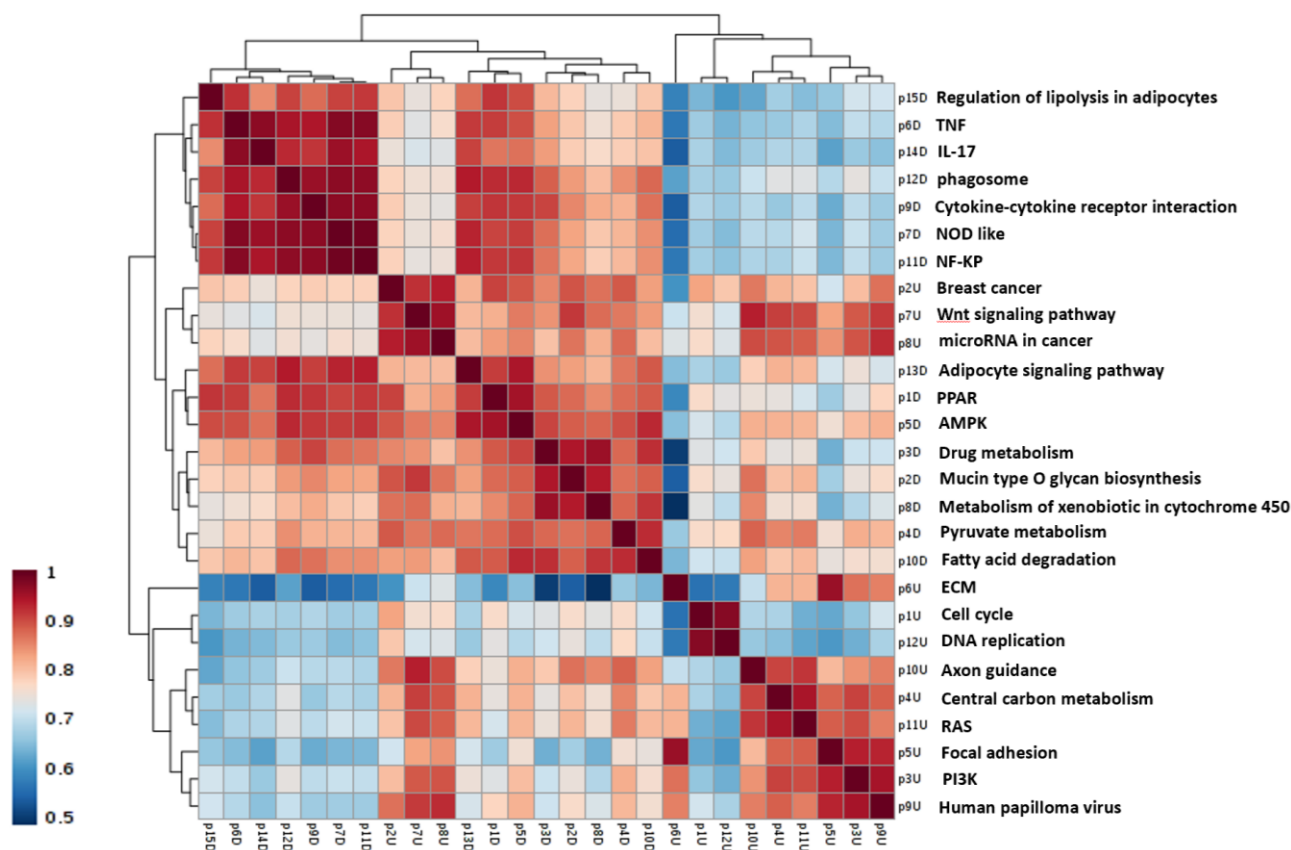 p15D Regulation of lipolysis in adipocytes
p6D TNF
p14D IL-17
p12D phagosome
p9D Cytokine-cytokine receptor interaction
p7D NOD like
p11D NF-KP
p2U Breast cancer
p7U Wnt signaling pathway
p8U microRNA in cancer
p13D Adipocyte signaling pathway
p1D PPAR
p5D AMPK
p3D Drug metabolism
p2D Mucin type O glycan biosynthesis
p8D Metabolism of xenobiotic in cytochrome 450
p4D Pyruvate metabolism
p10D Fatty acid degradation
p6U ECM
p1U Cell cycle
p12U DNA replication
p10U Axon guidance
p4U Central carbon metabolism
p11U RAS
p5U Focal adhesion
p3U PI3K
p9U Human papilloma virus
1
0.9
0.8
0.7
0.6
0.5
p15D p6D p14D p12D p9D p7D p11D p2U p7U p8U p13D p1D p5D p3D p2D p8D p4D p10D p6U p1U p12U p10U p4U p11U p5U p3U p9U